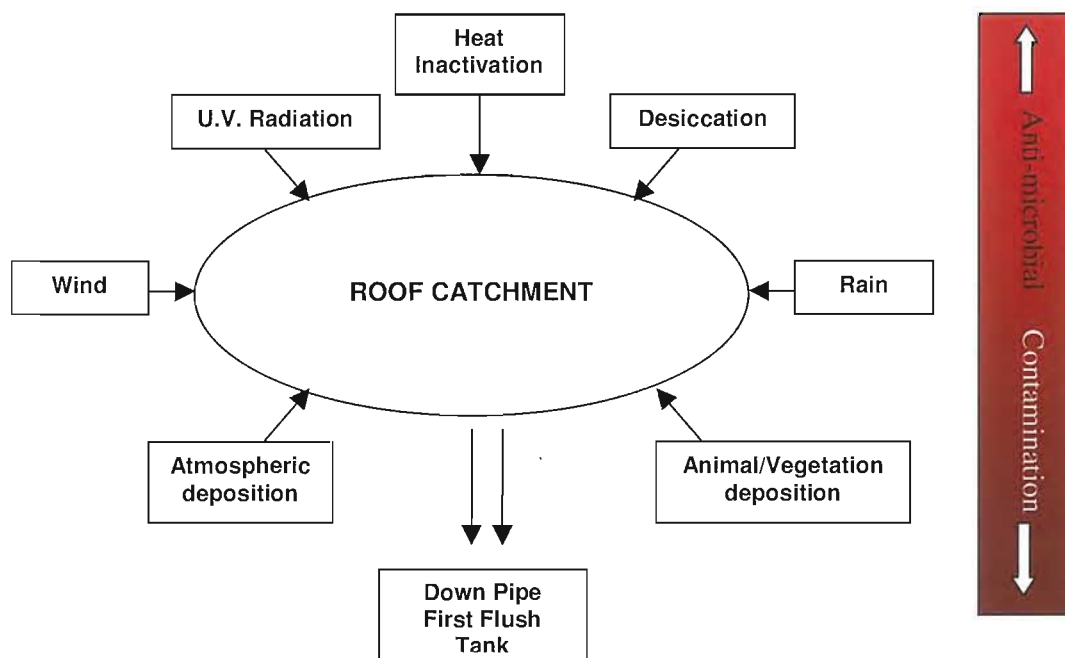 Heat
Inactivation
U.V. Radiation
Desiccation
Wind
ROOF CATCHMENT
Rain
Atmospheric
deposition
Animal/Vegetation
deposition
Down Pipe
First Flush
Tank
Anti-microbial
Contamination